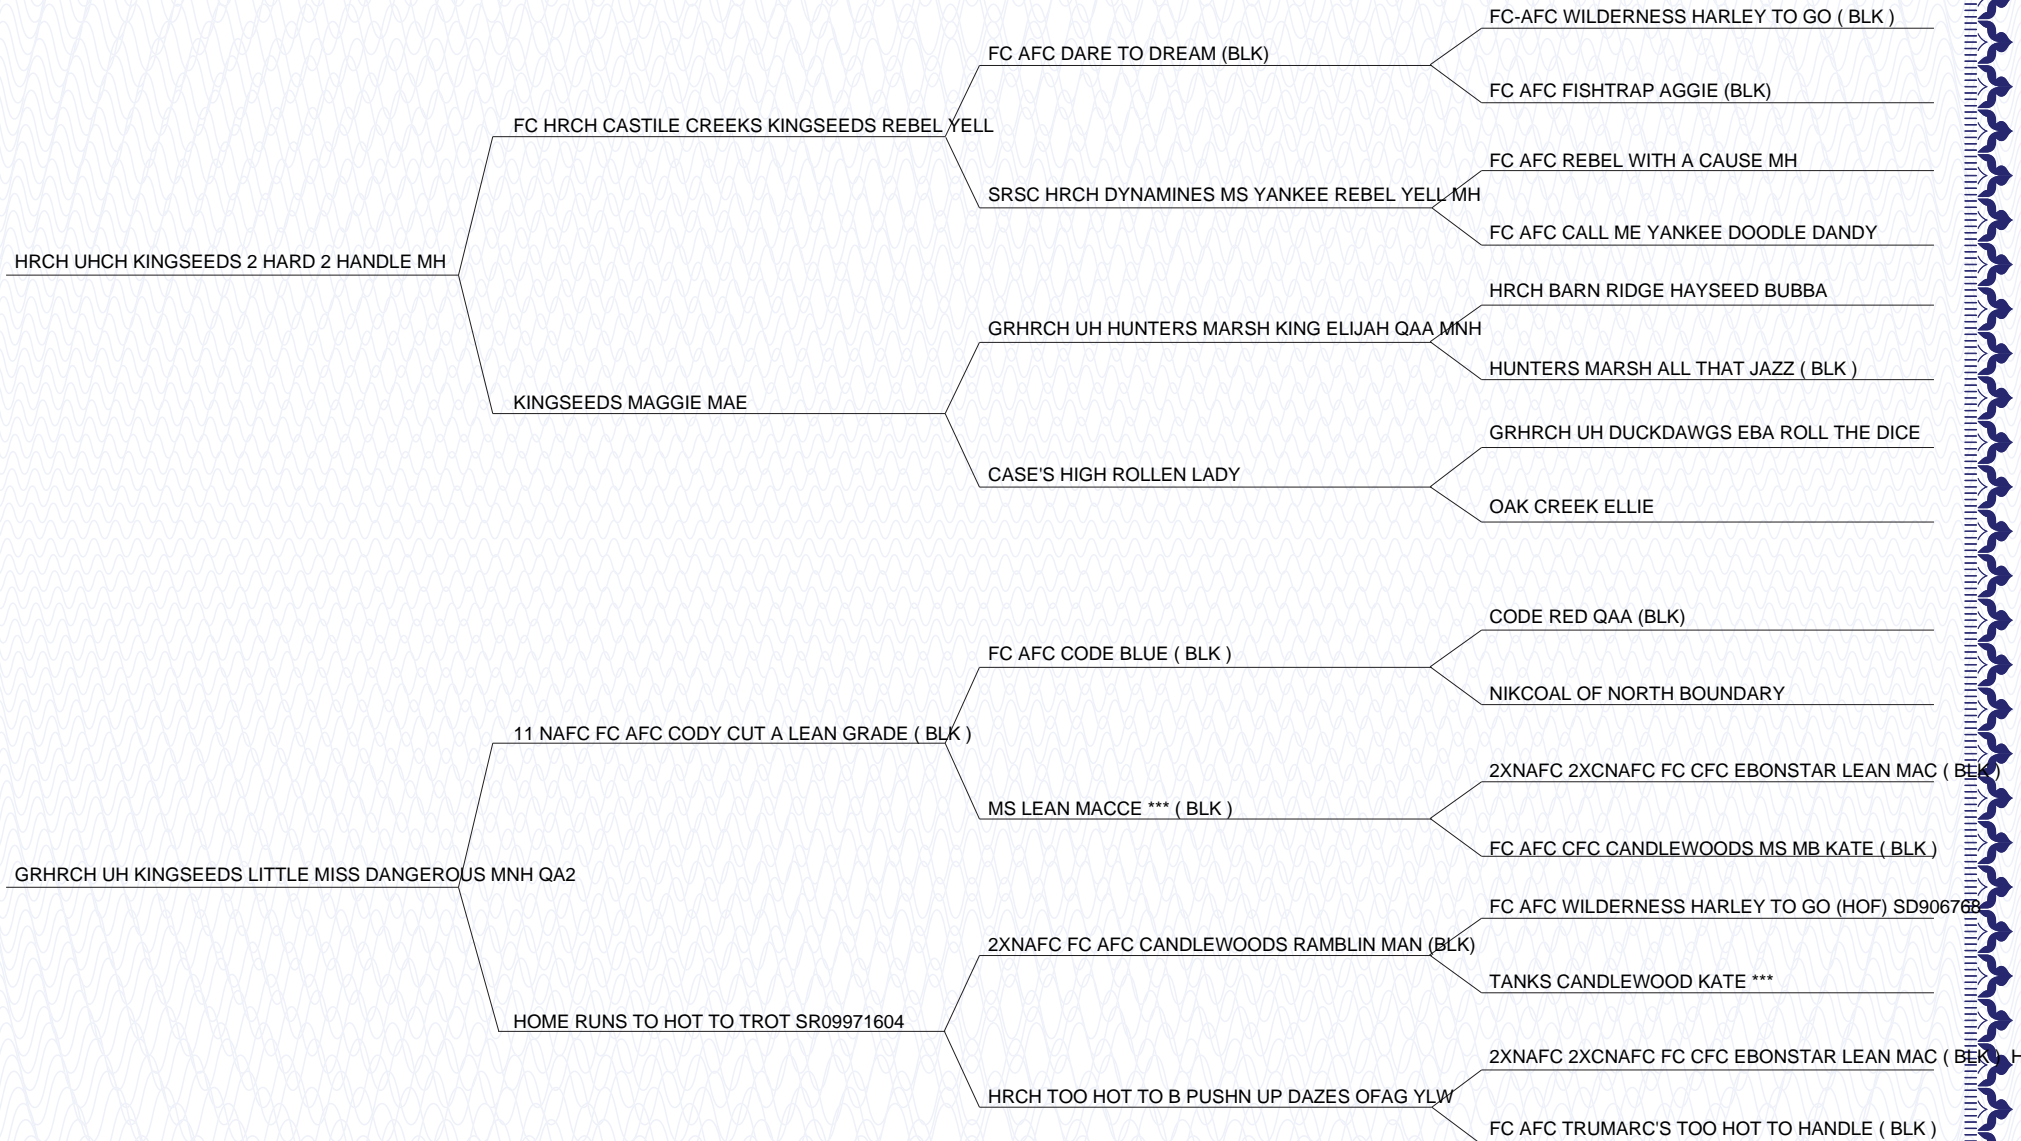 FC-AFC WILDERNESS HARLEY TO GO ( BLK )
FC AFC DARE TO DREAM (BLK)
FC AFC FISHTRAP AGGIE (BLK)
FC HRCH CASTILE CREEKS KINGSEEDS REBEL YELL
FC AFC REBEL WITH A CAUSE MH
SRSC HRCH DYNAMINES MS YANKEE REBEL YELL MH
FC AFC CALL ME YANKEE DOODLE DANDY
HRCH UHCH KINGSEEDS 2 HARD 2 HANDLE MH
HRCH BARN RIDGE HAYSEED BUBBA
GRHRCH UH HUNTERS MARSH KING ELIJAH QAA MNH
HUNTERS MARSH ALL THAT JAZZ ( BLK )
KINGSEEDS MAGGIE MAE
GRHRCH UH DUCKDAWGS EBA ROLL THE DICE
CASE'S HIGH ROLLEN LADY
OAK CREEK ELLIE
CODE RED QAA (BLK)
FC AFC CODE BLUE ( BLK )
NIKCOAL OF NORTH BOUNDARY
11 NAFC FC AFC CODY CUT A LEAN GRADE ( BLK )
2XNAFC 2XCNAFC FC CFC EBONSTAR LEAN MAC ( BLK )
MS LEAN MACCE *** ( BLK )
FC AFC CFC CANDLEWOODS MS MB KATE ( BLK )
GRHRCH UH KINGSEEDS LITTLE MISS DANGEROUS MNH QA2
FC AFC WILDERNESS HARLEY TO GO (HOF) SD906768
2XNAFC FC AFC CANDLEWOODS RAMBLIN MAN (BLK)
TANKS CANDLEWOOD KATE ***
HOME RUNS TO HOT TO TROT SR09971604
2XNAFC 2XCNAFC FC CFC EBONSTAR LEAN MAC ( BLK ) H
HRCH TOO HOT TO B PUSHN UP DAZES OFAG YLW
FC AFC TRUMARC'S TOO HOT TO HANDLE ( BLK )